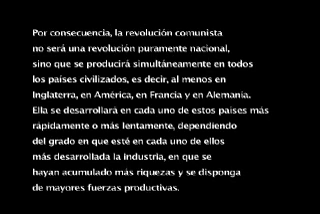 Por consecuencia, la revolución comunista
no será una revolución puramente nacional,
sino que se producirá simultáneamente en todos
los países civilizados, es decir, al menos en
Inglaterra, en América, en Francia y en Alemania.
Ella se desarrollará en cada uno de estos países más
rápidamente o más lentamente, dependiendo
del grado en que esté en cada uno de ellos
más desarrollada la industria, en que se
hayan acumulado más riquezas y se disponga
de mayores fuerzas productivas.